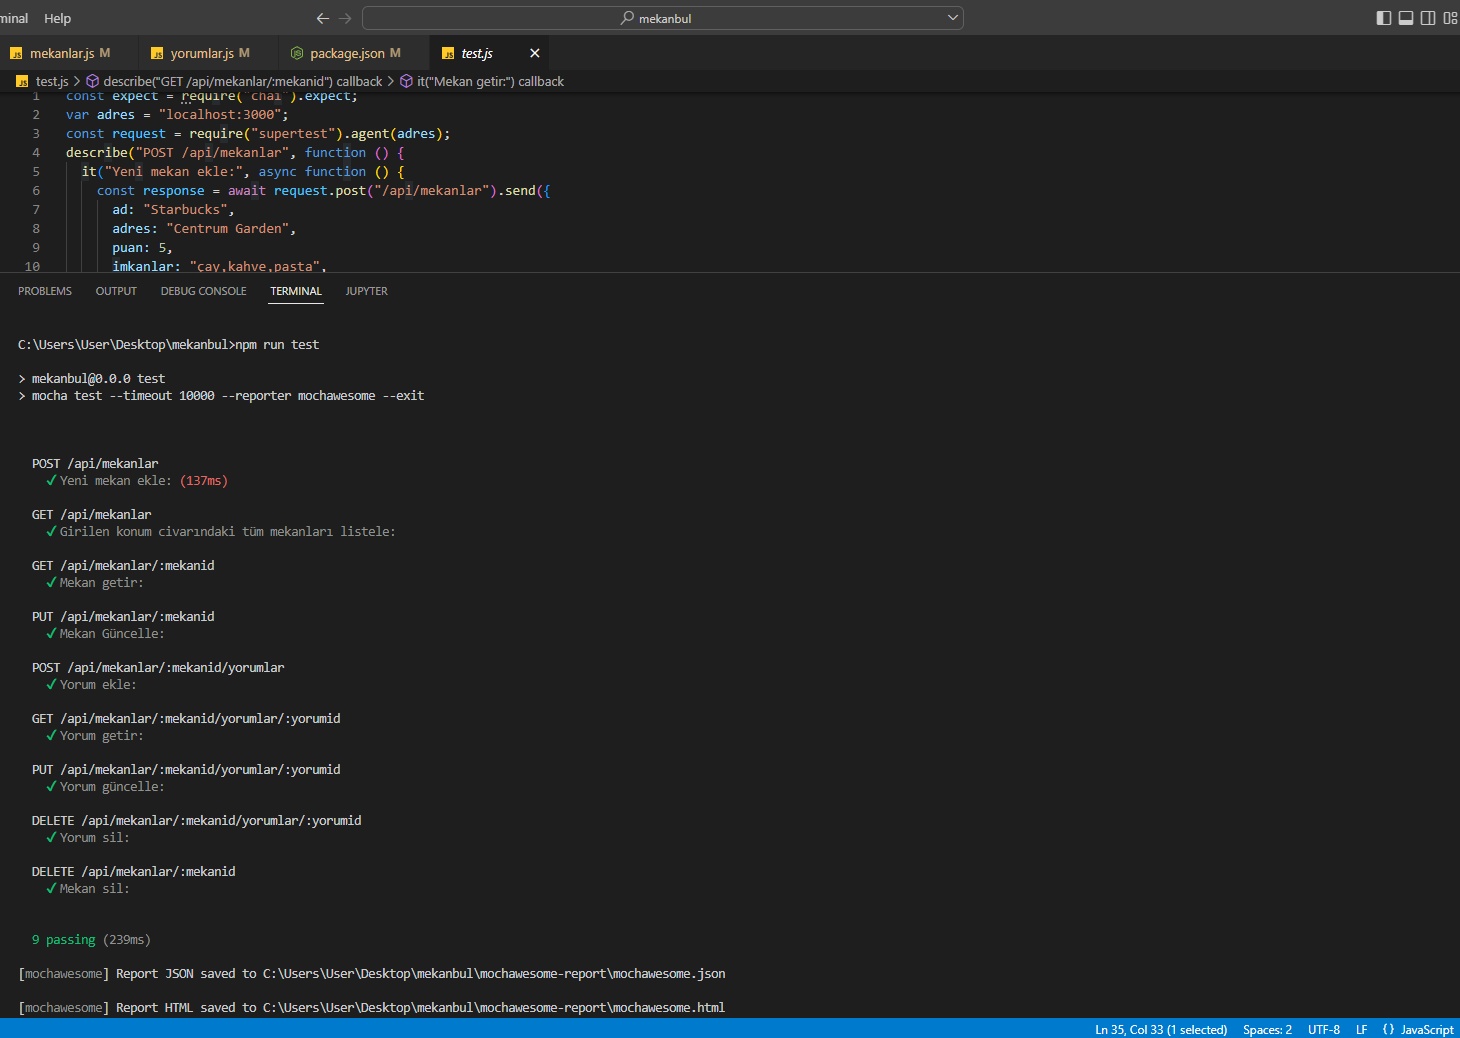 minal Help
mekanbul
mekanlar.js M yorumlar.js M package.json M test.js
test.js > describe("GET /api/mekanlar/:mekanid") callback > it("Mekan getir:") callback
1 const expect = require("chai").expect;
2 var adres = "localhost:3000";
3 const request = require("supertest").agent(adres);
4 describe("POST /api/mekanlar", function () {
5 it("Yeni mekan ekle:", async function () {
6 const response = await request.post("/api/mekanlar").send({
7 ad: "Starbucks",
8 adres: "Centrum Garden",
9 puan: 5,
10 imkanlar: "çay,kahve,pasta",
PROBLEMS OUTPUT DEBUG CONSOLE TERMINAL JUPYTER
C:\Users\User\Desktop\mekanbul>npm run test
> mekanbul@0.0.0 test
> mocha test --timeout 10000 --reporter mochawesome --exit
POST /api/mekanlar
✓ Yeni mekan ekle: (137ms)
GET /api/mekanlar
✓ Girilen konum civarındaki tüm mekanları listele:
GET /api/mekanlar/:mekanid
✓ Mekan getir:
PUT /api/mekanlar/:mekanid
✓ Mekan Güncelle:
POST /api/mekanlar/:mekanid/yorumlar
✓ Yorum ekle:
GET /api/mekanlar/:mekanid/yorumlar/:yorumid
✓ Yorum getir:
PUT /api/mekanlar/:mekanid/yorumlar/:yorumid
✓ Yorum güncelle:
DELETE /api/mekanlar/:mekanid/yorumlar/:yorumid
✓ Yorum sil:
DELETE /api/mekanlar/:mekanid
✓ Mekan sil:
9 passing (239ms)
[mochawesome] Report JSON saved to C:\Users\User\Desktop\mekanbul\mochawesome-report\mochawesome.json
[mochawesome] Report HTML saved to C:\Users\User\Desktop\mekanbul\mochawesome-report\mochawesome.html
Ln 35, Col 33 (1 selected) Spaces: 2 UTF-8 LF {} JavaScript